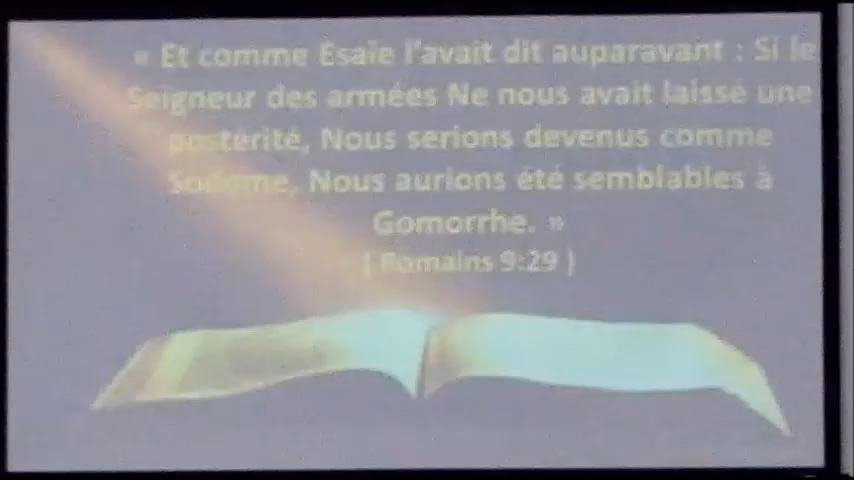 « Et comme Esaïe l'avait dit auparavant : Si le
Seigneur des armées Ne nous avait laissé une
postérité, Nous serions devenus comme
Sodome, Nous aurions été semblables à
Gomorrhe. »
( Romains 9:29 )